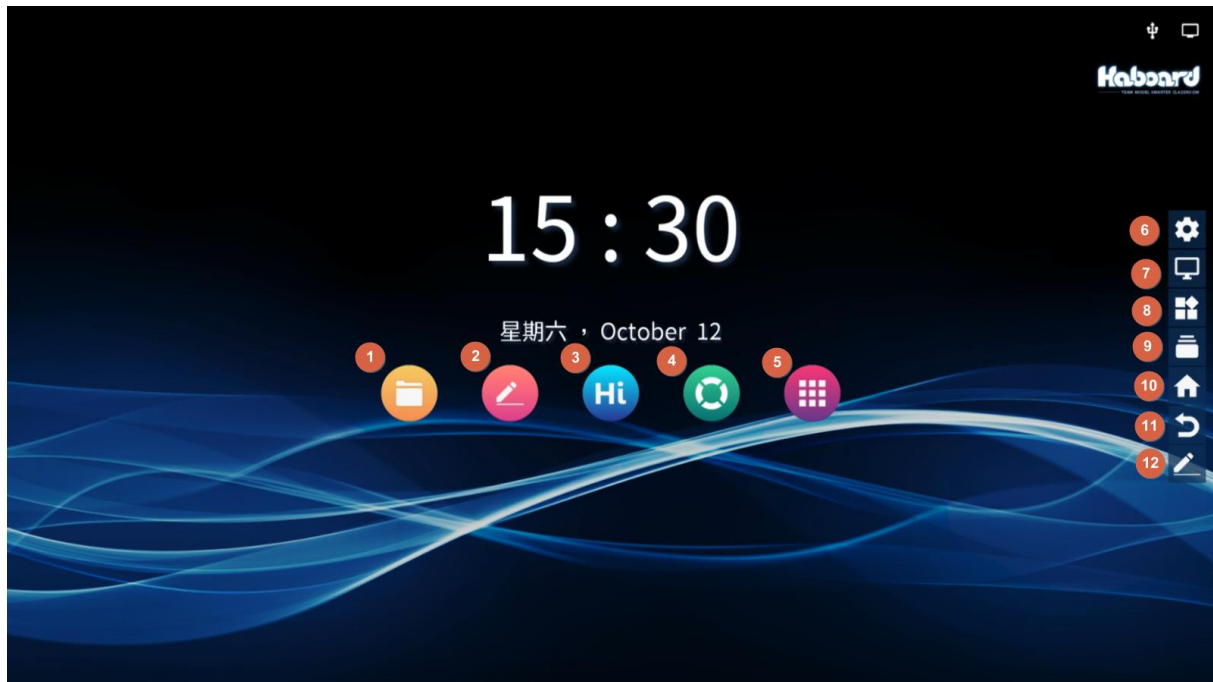 Haboard
TEAM MODEL SMARTER CLASSROOM
15 : 30
星期六 , October 12
1
2
3
4
5
Hi
6
7
8
9
10
11
12